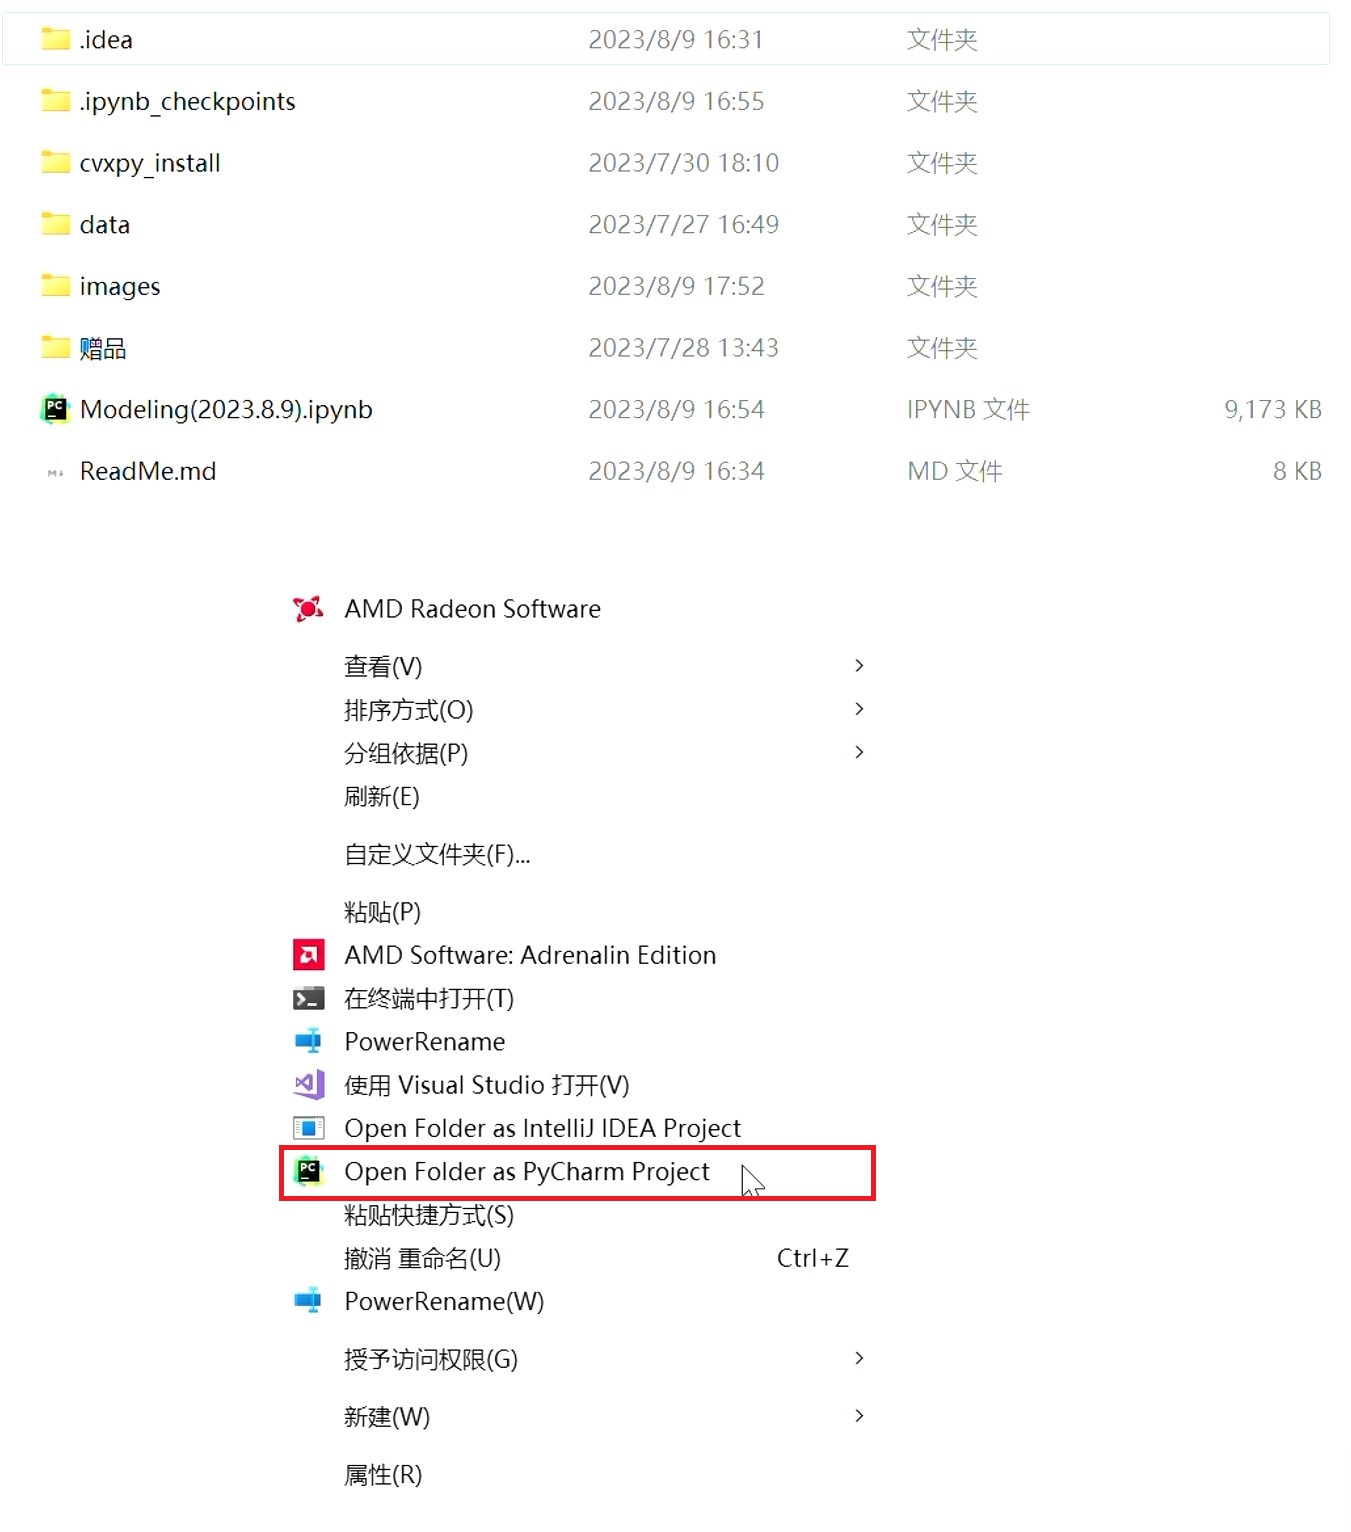 .idea 2023/8/9 16:31 文件夹
.ipynb_checkpoints 2023/8/9 16:55 文件夹
cvxpy_install 2023/7/30 18:10 文件夹
data 2023/7/27 16:49 文件夹
images 2023/8/9 17:52 文件夹
赠品 2023/7/28 13:43 文件夹
Modeling(2023.8.9).ipynb 2023/8/9 16:54 IPYNB 文件 9,173 KB
ReadMe.md 2023/8/9 16:34 MD 文件 8 KB
AMD Radeon Software
查看(V)
排序方式(O)
分组依据(P)
刷新(E)
自定义文件夹(F)...
粘贴(P)
AMD Software: Adrenalin Edition
在终端中打开(T)
PowerRename
使用 Visual Studio 打开(V)
Open Folder as IntelliJ IDEA Project
PC Open Folder as PyCharm Project
粘贴快捷方式(S)
撤消 重命名(U) Ctrl+Z
PowerRename(W)
授予访问权限(G)
新建(W)
属性(R)